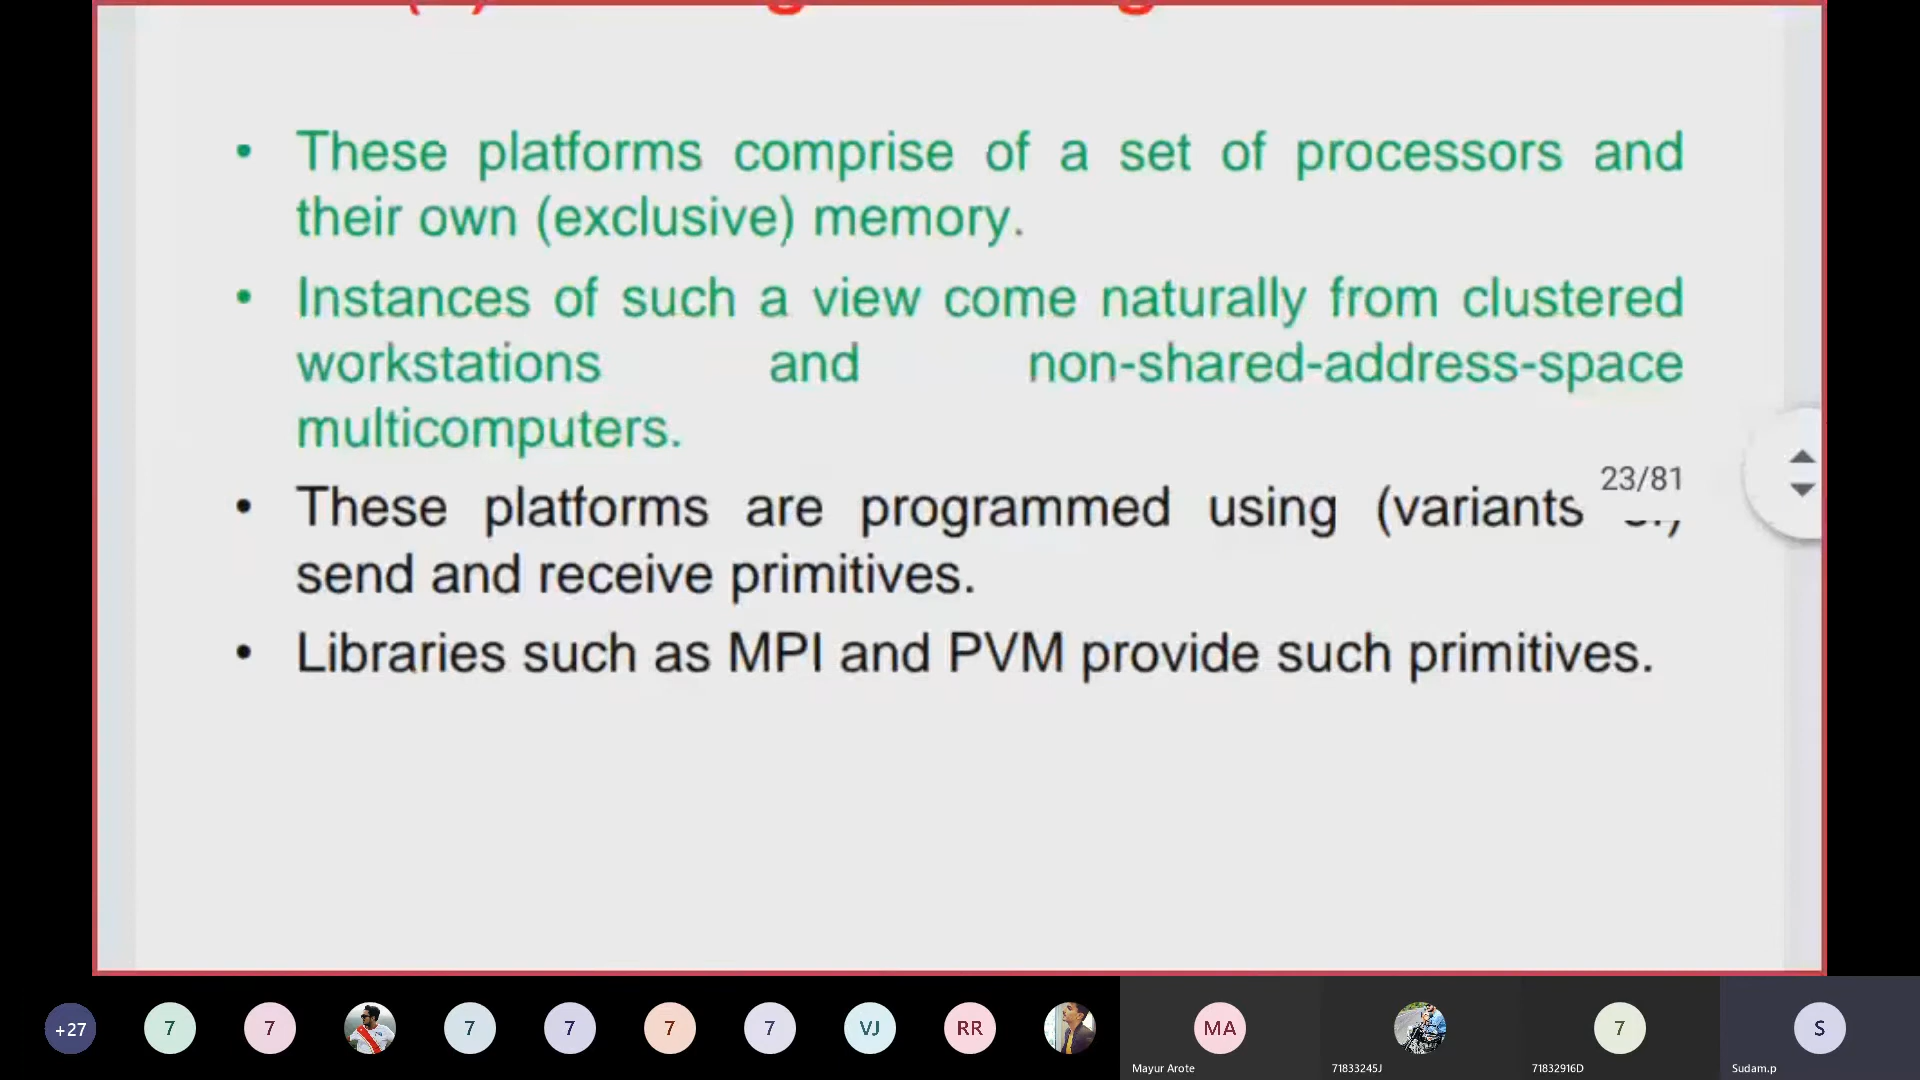 • These platforms comprise of a set of processors and
their own (exclusive) memory.
• Instances of such a view come naturally from clustered
workstations and non-shared-address-space
multicomputers.
23/81
• These platforms are programmed using (variants
send and receive primitives.
• Libraries such as MPI and PVM provide such primitives.
+27 7 7 7 7 7 7 VJ RR MA 7 S
Mayur Arote 71833245J 71832916D Sudam.p